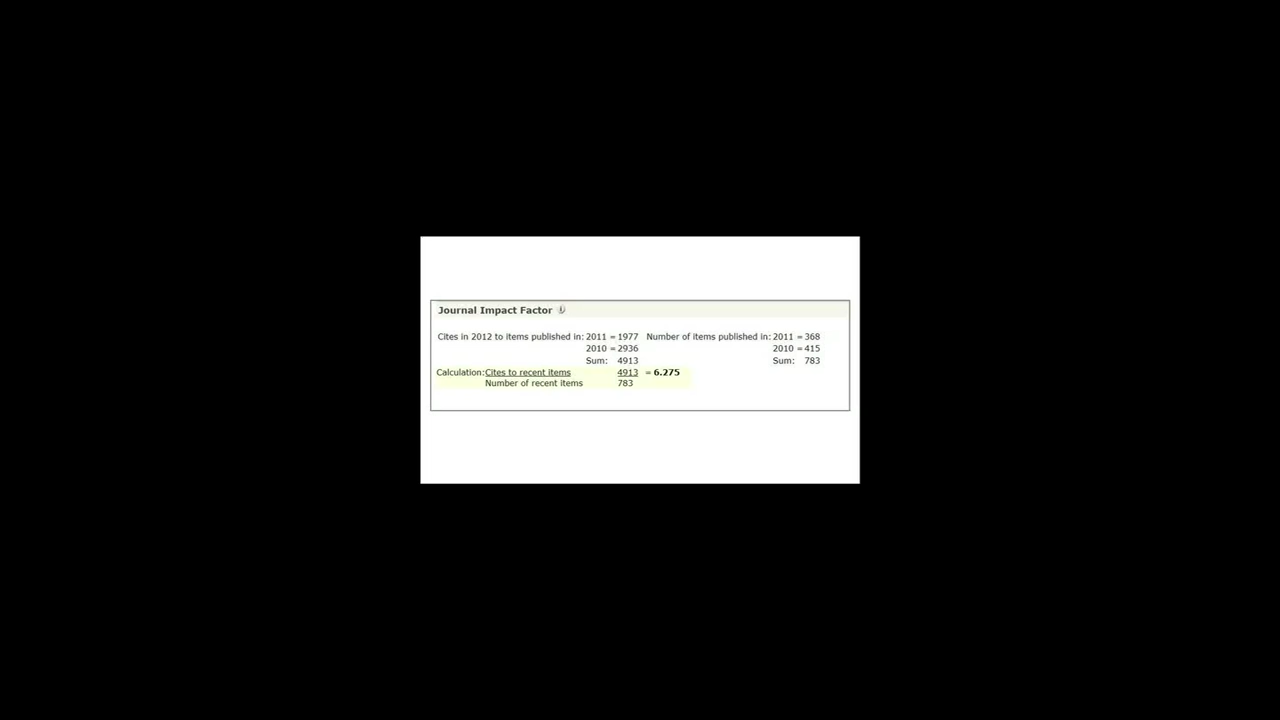 Journal Impact Factor
Cites in 2012 to items published in: 2011 = 1977 Number of items published in: 2011 = 368
2010 = 2936 2010 = 415
Sum: 4913 Sum: 783
Calculation: Cites to recent items 4913 = 6.275
Number of recent items 783